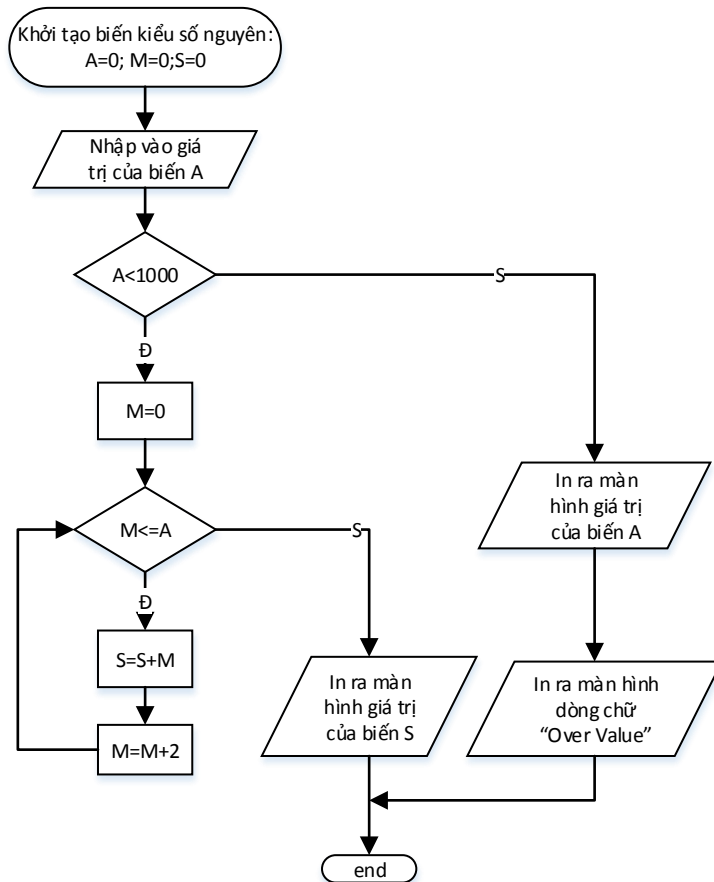 Khởi tạo biến kiểu số nguyên:
A=0; M=0;S=0
Nhập vào giá
trị của biến A
A<1000
S
Đ
M=0
M<=A
S
Đ
S=S+M
M=M+2
In ra màn
hình giá trị
của biến S
In ra màn
hình giá trị
của biến A
In ra màn hình
dòng chữ
“Over Value”
end